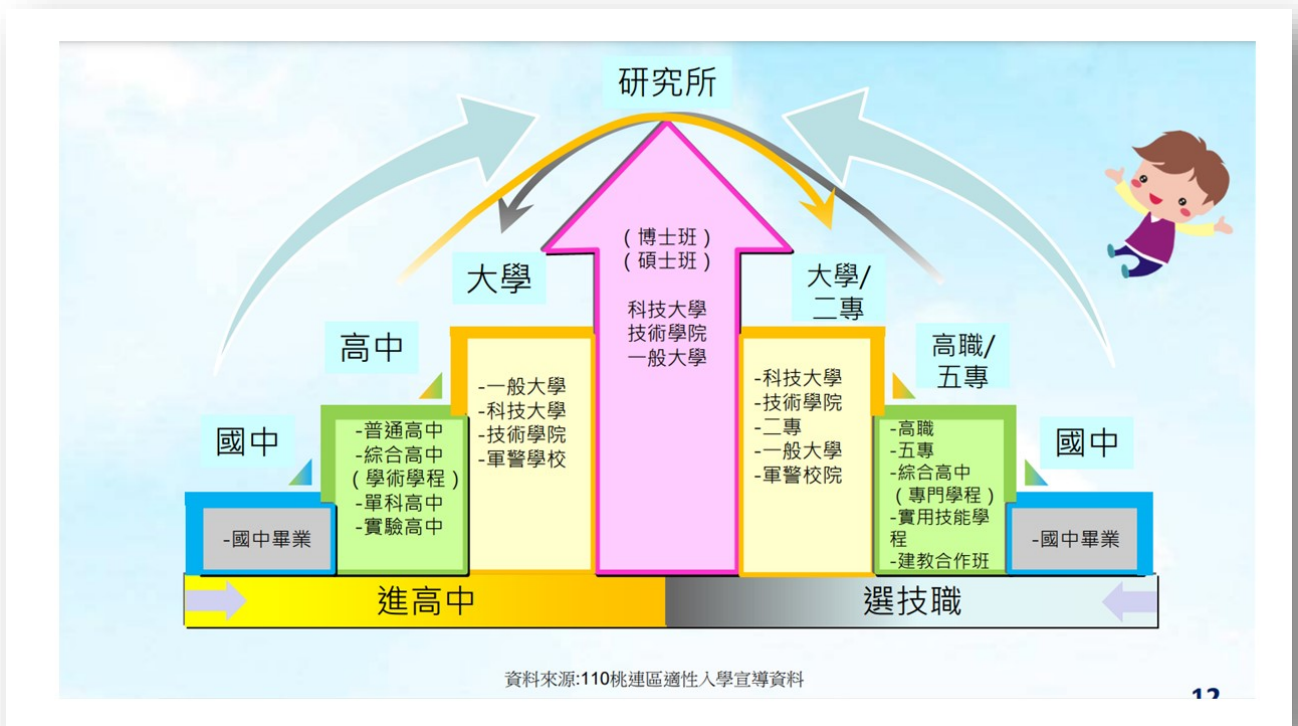 研究所
(博士班)
(碩士班)
科技大學
技術學院
一般大學
大學
大學/
二專
高中
高職/
五專
國中
國中
-一般大學
-科技大學
-技術學院
-軍警學校
-科技大學
-技術學院
-二專
-一般大學
-軍警校院
-普通高中
-綜合高中
(學術學程)
-單科高中
-實驗高中
-高職
-五專
-綜合高中
(專門學程)
-實用技能學
程
-建教合作班
-國中畢業
-國中畢業
進高中
選技職
資料來源:110桃連區適性入學宣導資料
12